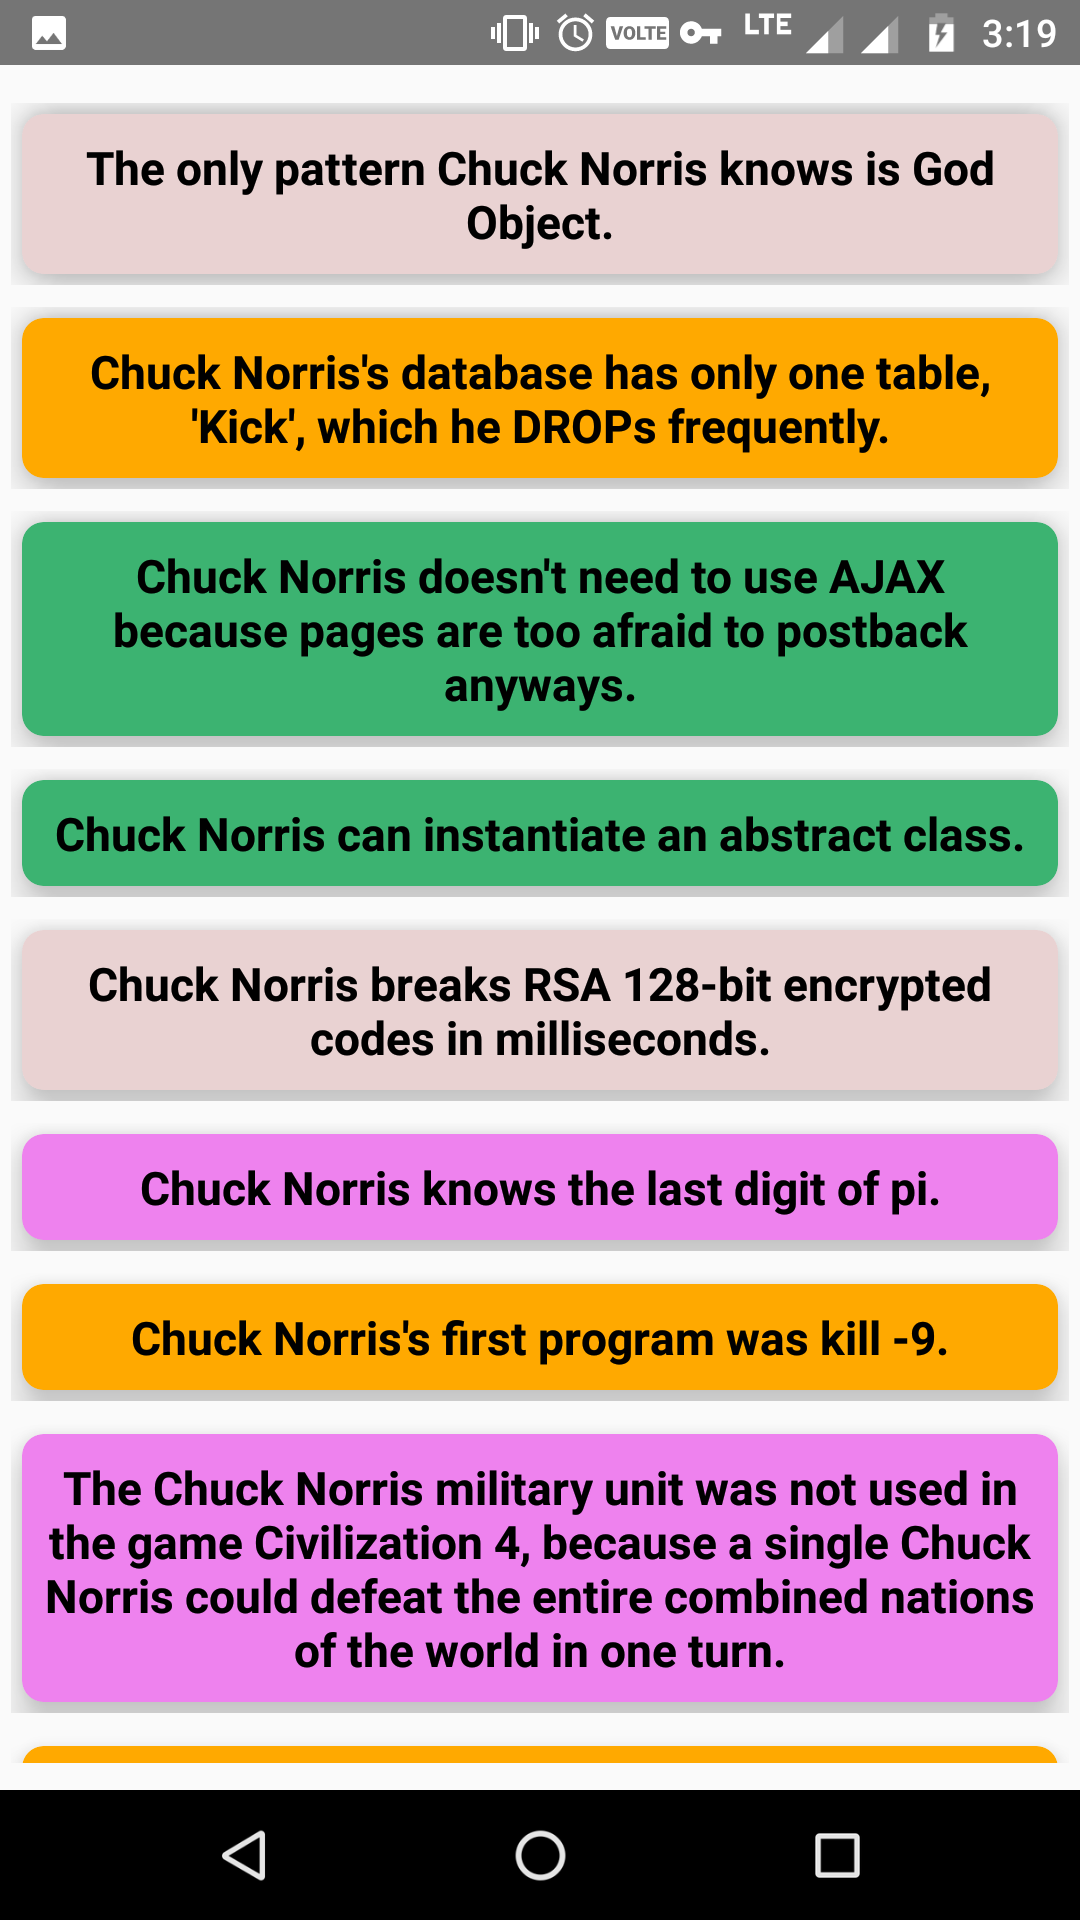 VOLTE LTE 3:19
The only pattern Chuck Norris knows is God
Object.
Chuck Norris's database has only one table,
'Kick', which he DROPs frequently.
Chuck Norris doesn't need to use AJAX
because pages are too afraid to postback
anyways.
Chuck Norris can instantiate an abstract class.
Chuck Norris breaks RSA 128-bit encrypted
codes in milliseconds.
Chuck Norris knows the last digit of pi.
Chuck Norris's first program was kill -9.
The Chuck Norris military unit was not used in
the game Civilization 4, because a single Chuck
Norris could defeat the entire combined nations
of the world in one turn.